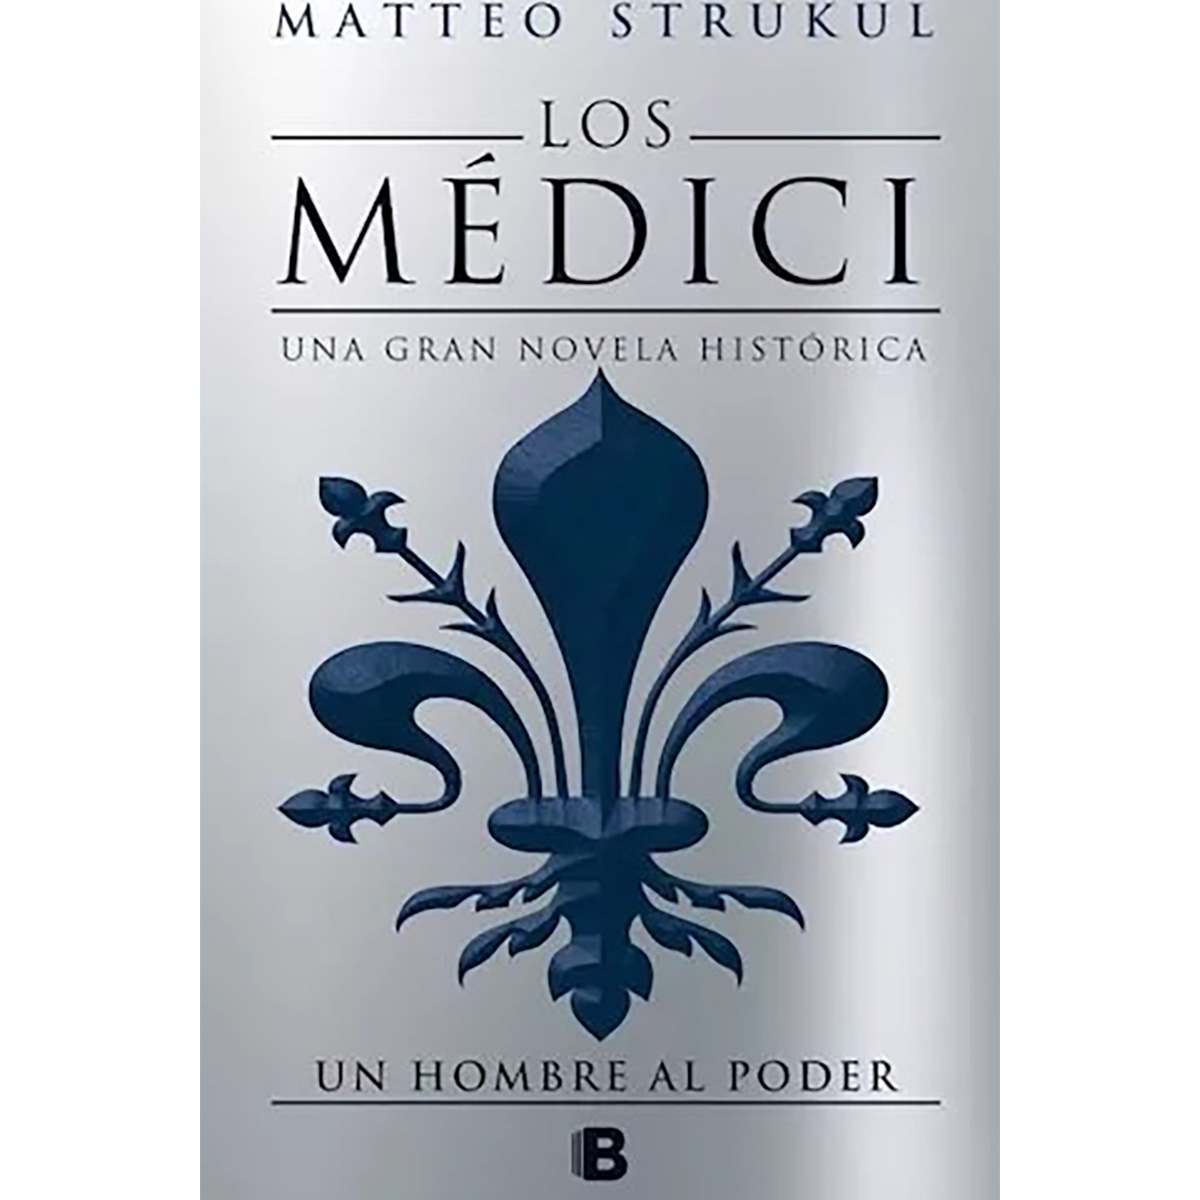 MATTEO STRUKUL
LOS
MÉDICI
UNA GRAN NOVELA HISTÓRICA
UN HOMBRE AL PODER
B